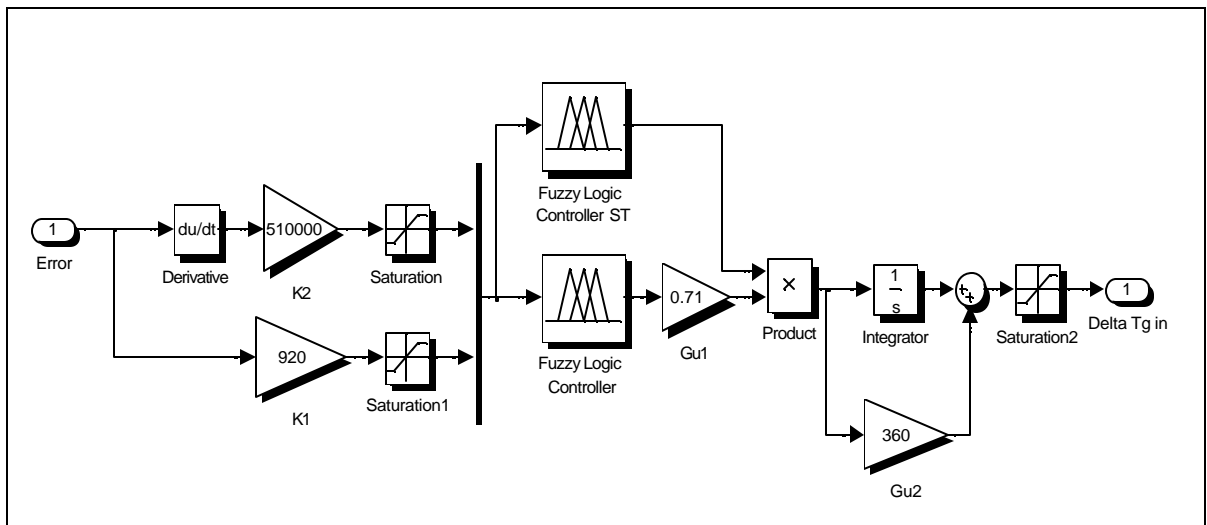 Fuzzy Logic
Controller ST
1
Error
du/dt
Derivative
510000
K2
Saturation
920
K1
Saturation1
Fuzzy Logic
Controller
0.71
Gu1
×
Product
1
s
Integrator
+
+
Saturation2
1
Delta Tg in
360
Gu2